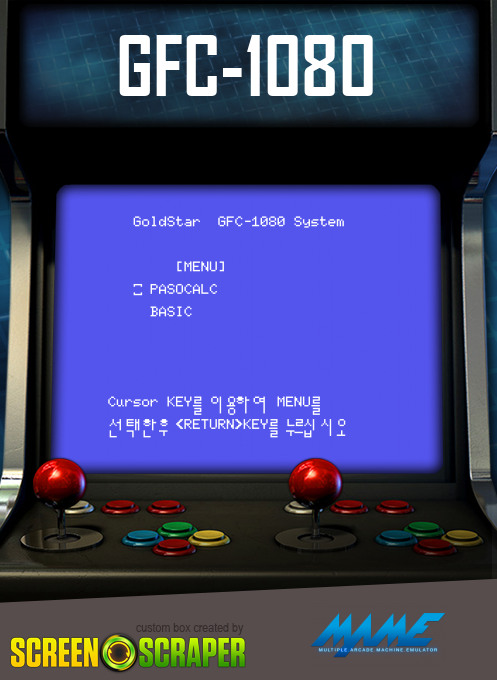 GFC-1080
GoldStar GFC-1080 System
[MENU]
PASOCALC
BASIC
Cursor KEY를 이용하여 MENU를
선택한후 <RETURN>KEY를 누르십시오
custom box created by
SCREEN SCRAPER
MAME
MULTIPLE ARCADE MACHINE EMULATOR